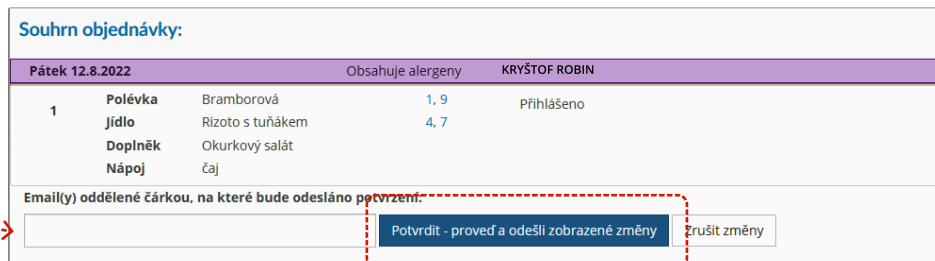 Souhrn objednávky:
Pátek 12.8.2022 Obsahuje alergeny KRYŠTOF ROBIN
1 Polévka Bramborová 1, 9 Přihlášeno
Jídlo Rizoto s tuňákem 4, 7
Doplněk Okurkový salát
Nápoj čaj
Email(y) oddělené čárkou, na které bude odesláno potvrzení:
Potvrdit - proveď a odešli zobrazené změny Zrušit změny